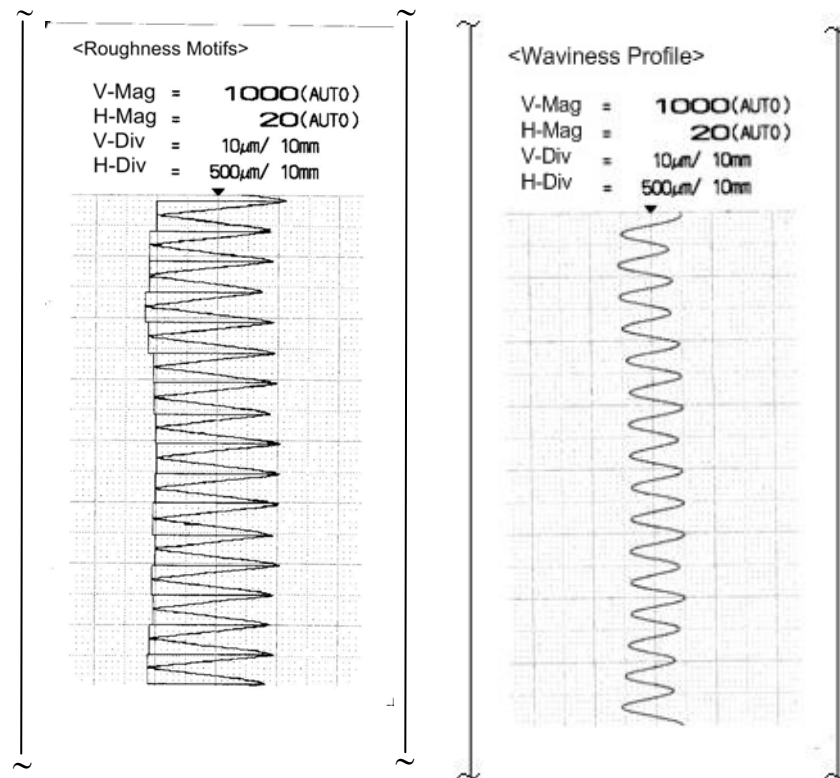 <Roughness Motifs>
V-Mag = 1000(AUTO)
H-Mag = 20(AUTO)
V-Div = 10μm/ 10mm
H-Div = 500μm/ 10mm
<Waviness Profile>
V-Mag = 1000(AUTO)
H-Mag = 20(AUTO)
V-Div = 10μm/ 10mm
H-Div = 500μm/ 10mm